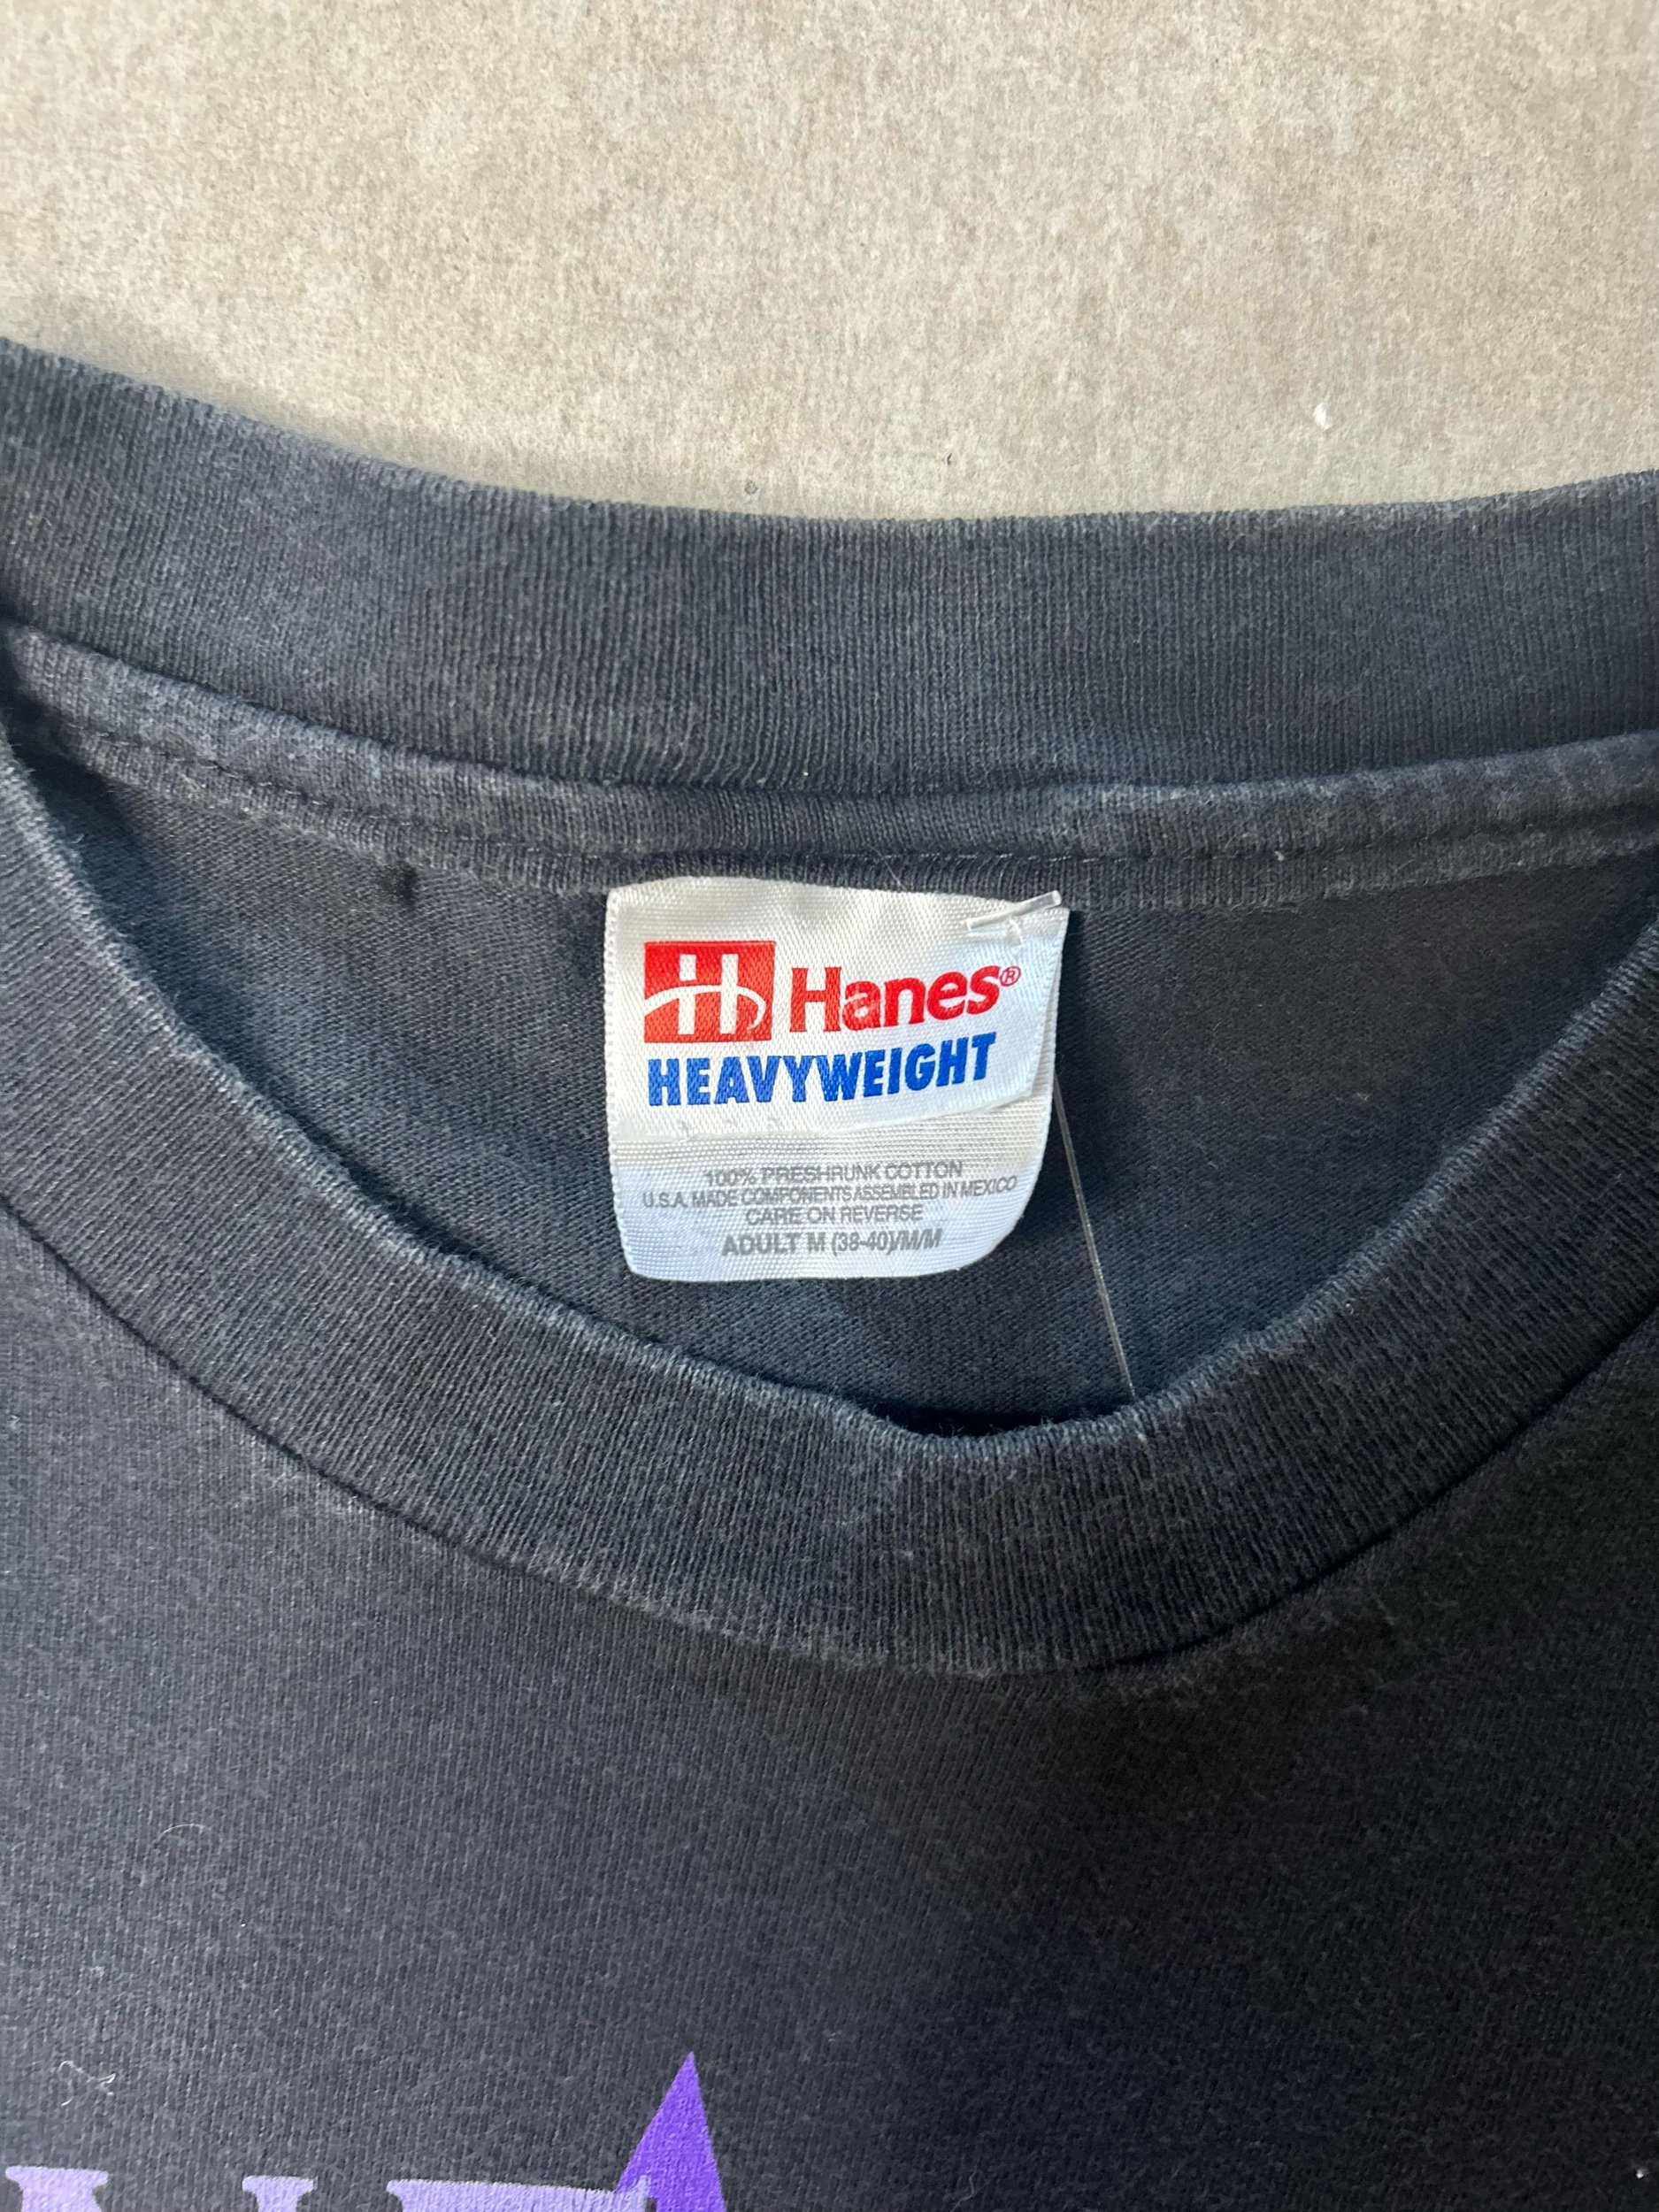 H Hanes®
HEAVYWEIGHT
100% PRESHRUNK COTTON
U.S.A. MADE COMPONENTS ASSEMBLED IN MEXICO
CARE ON REVERSE
ADULT M (38-40)/M/M